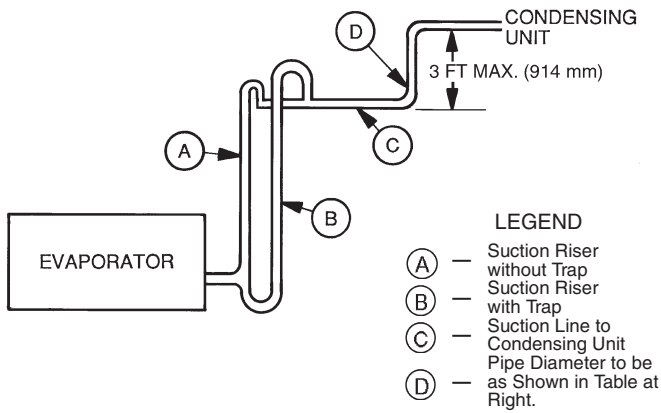 CONDENSING
UNIT
D
3 FT MAX. (914 mm)
A
C
B
EVAPORATOR
LEGEND
A — Suction Riser
without Trap
B — Suction Riser
with Trap
C — Suction Line to
Condensing Unit
D — Pipe Diameter to be
as Shown in Table at
Right.